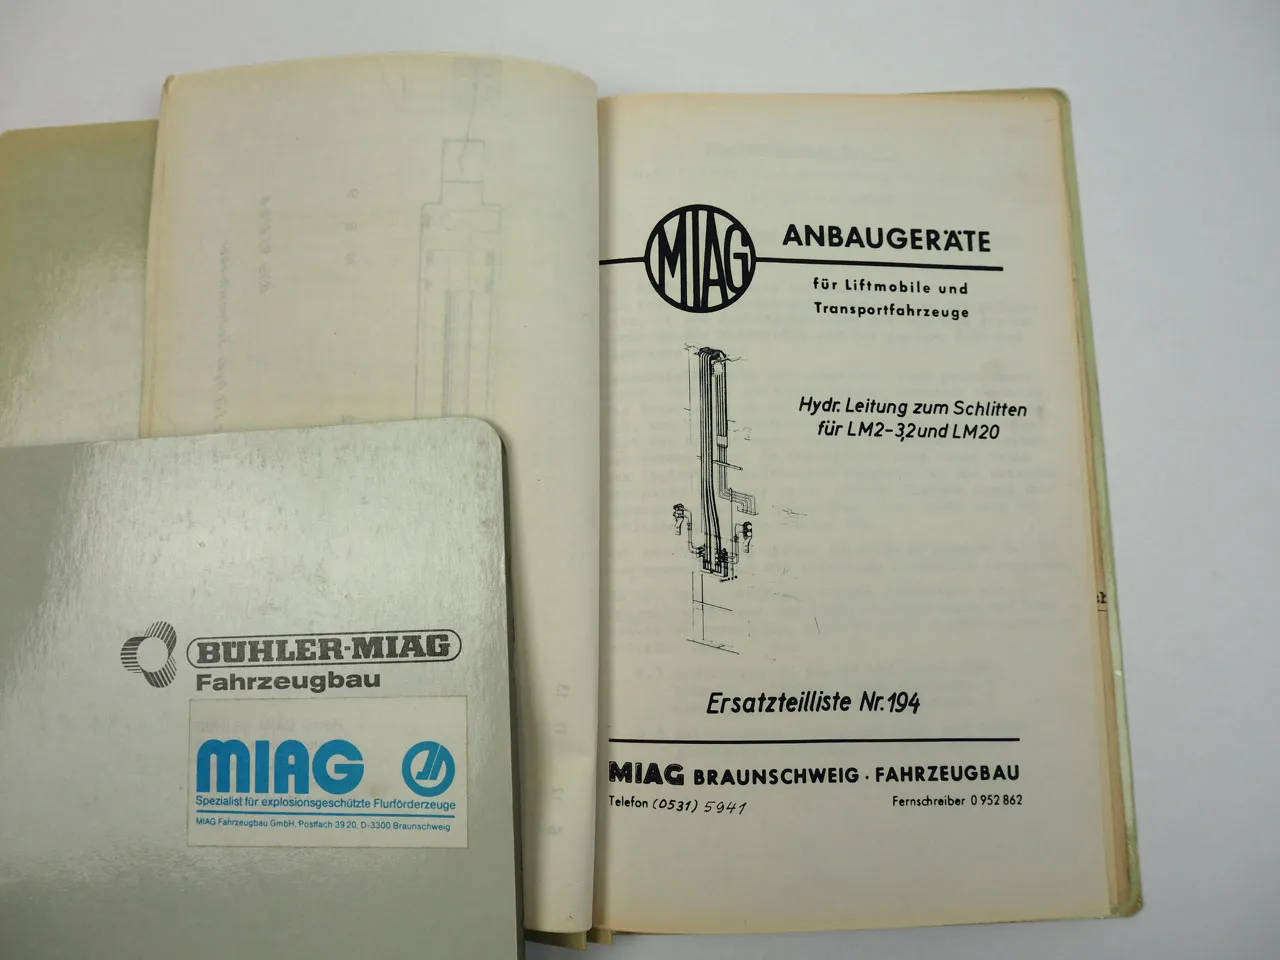 MIAG
ANBAUGERÄTE
für Liftmobile und
Transportfahrzeuge
Hydr. Leitung zum Schlitten
für LM2-3,2 und LM20
Ersatzteilliste Nr. 194
MIAG BRAUNSCHWEIG · FAHRZEUGBAU
Telefon (0531) 5941 Fernschreiber 0 952 862
BÜHLER-MIAG
Fahrzeugbau
MIAG
Spezialist für explosionsgeschützte Flurförderzeuge
MIAG Fahrzeugbau GmbH, Postfach 39 20, D-3300 Braunschweig